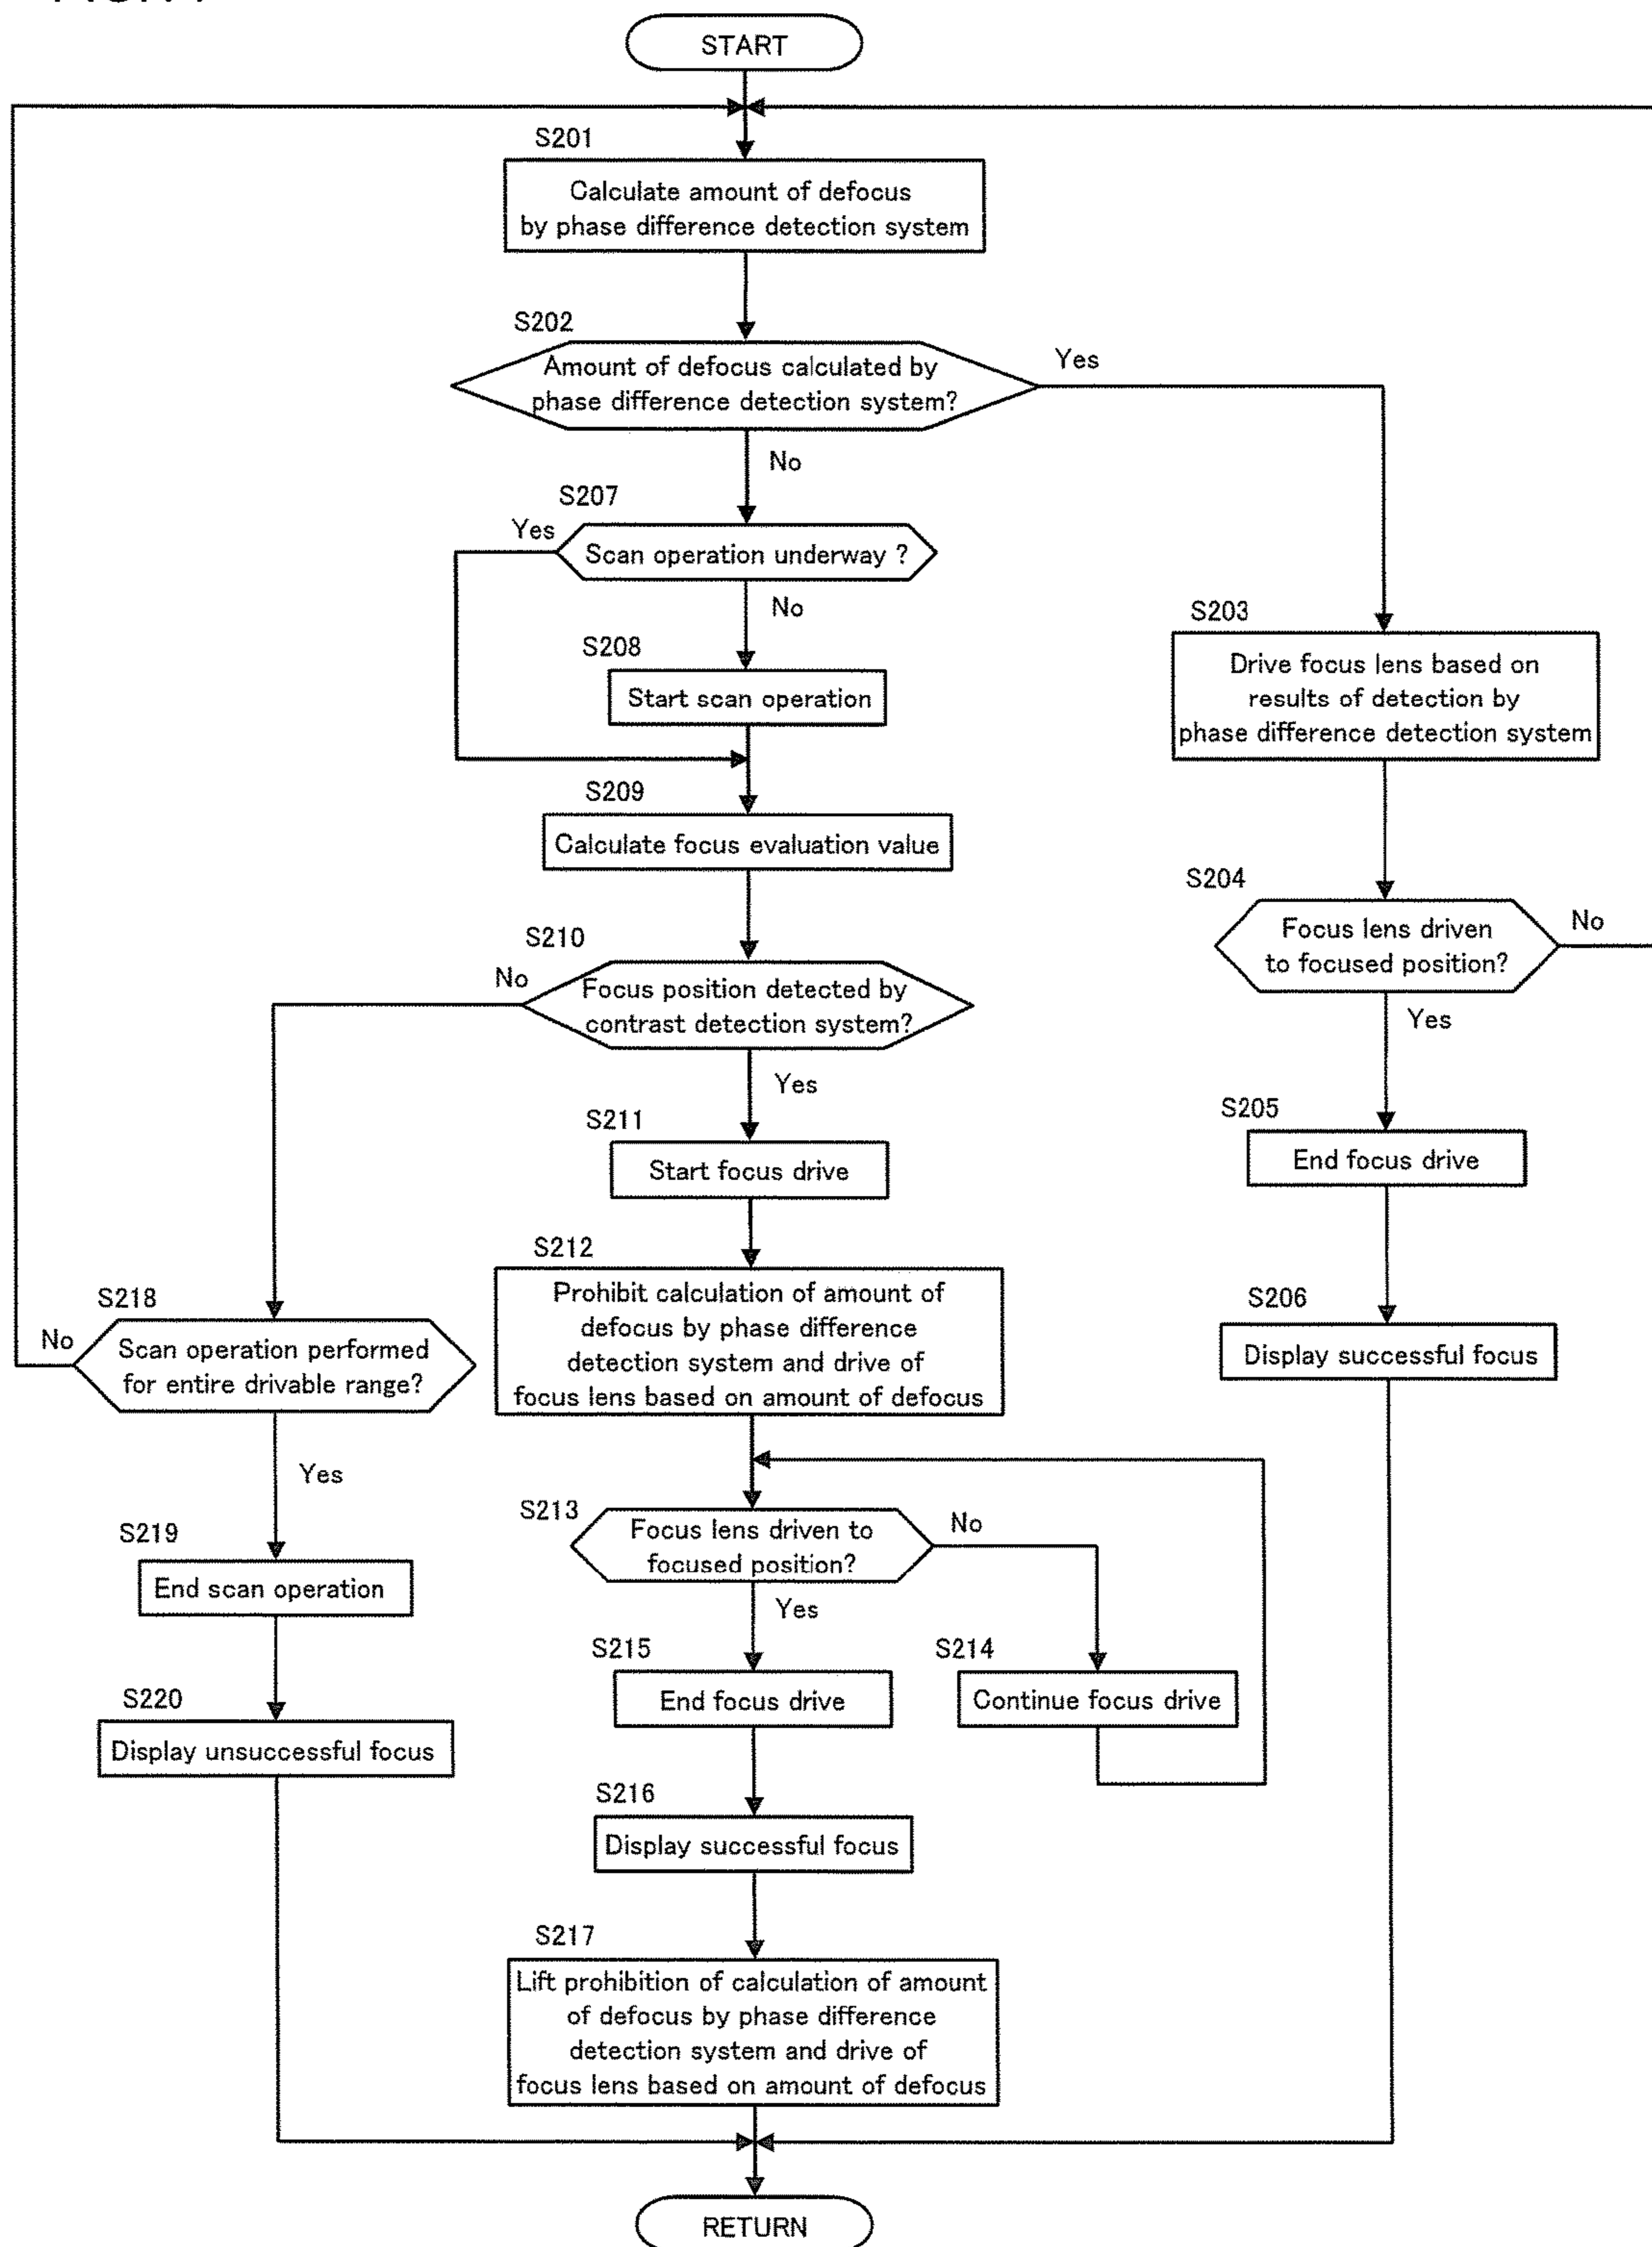 START
S201
Calculate amount of defocus
by phase difference detection system
S202
Amount of defocus calculated by
phase difference detection system?
Yes
No
S207
Yes
Scan operation underway ?
No
S208
Start scan operation
S203
Drive focus lens based on
results of detection by
phase difference detection system
S209
Calculate focus evaluation value
S204
Focus lens driven
to focused position?
No
Yes
S210
No
Focus position detected by
contrast detection system?
Yes
S211
Start focus drive
S205
End focus drive
S212
Prohibit calculation of amount of
defocus by phase difference
detection system and drive of
focus lens based on amount of defocus
S206
Display successful focus
S218
No
Scan operation performed
for entire drivable range?
Yes
S213
Focus lens driven to
focused position?
No
Yes
S219
End scan operation
S215
End focus drive
S214
Continue focus drive
S220
Display unsuccessful focus
S216
Display successful focus
S217
Lift prohibition of calculation of amount
of defocus by phase difference
detection system and drive of
focus lens based on amount of defocus
RETURN